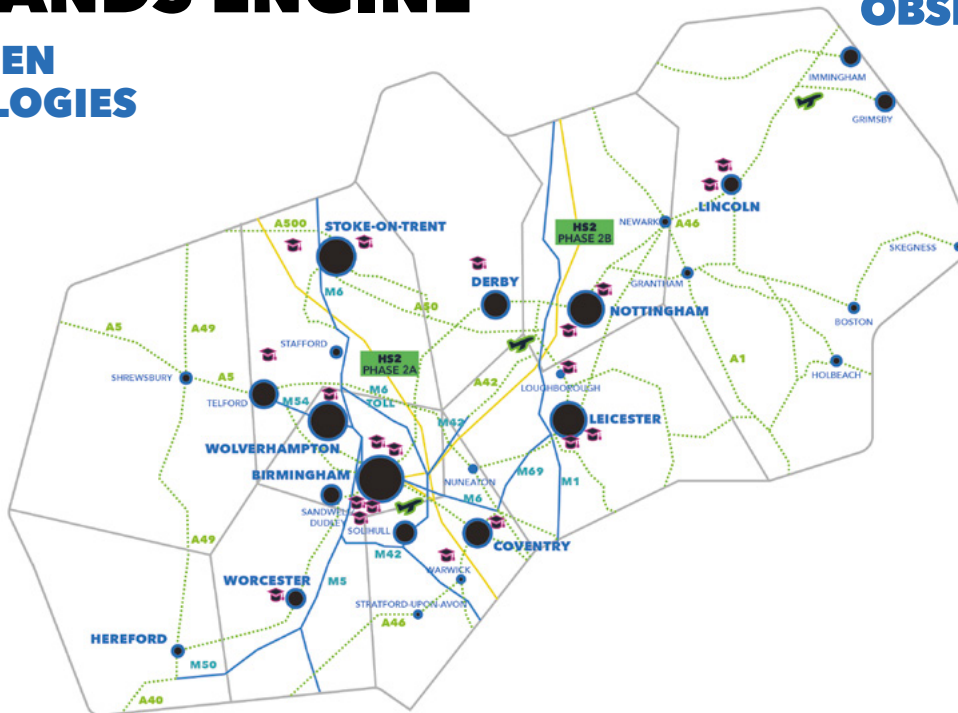 ANDS ENGINE
OBSE
EN
LOGIES
IMMINGHAM
GRIMSBY
LINCOLN
A500
STOKE-ON-TRENT
HS2
PHASE 2B
NEWARK
A46
SKEGNESS
DERBY
GRANTHAM
M6
A50
NOTTINGHAM
BOSTON
A5
A49
STAFFORD
HS2
PHASE 2A
A1
HOLBEACH
SHREWSBURY
A5
A42
LOUGHBOROUGH
TELFORD
M54
M6
TOLL
M42
LEICESTER
WOLVERHAMPTON
BIRMINGHAM
NUNEATON
M69
M1
M6
SANDWELL
DUDLEY
SOLIHULL
A49
M42
COVENTRY
WARWICK
WORCESTER
M5
STRATFORD-UPON-AVON
A46
HEREFORD
M50
A40